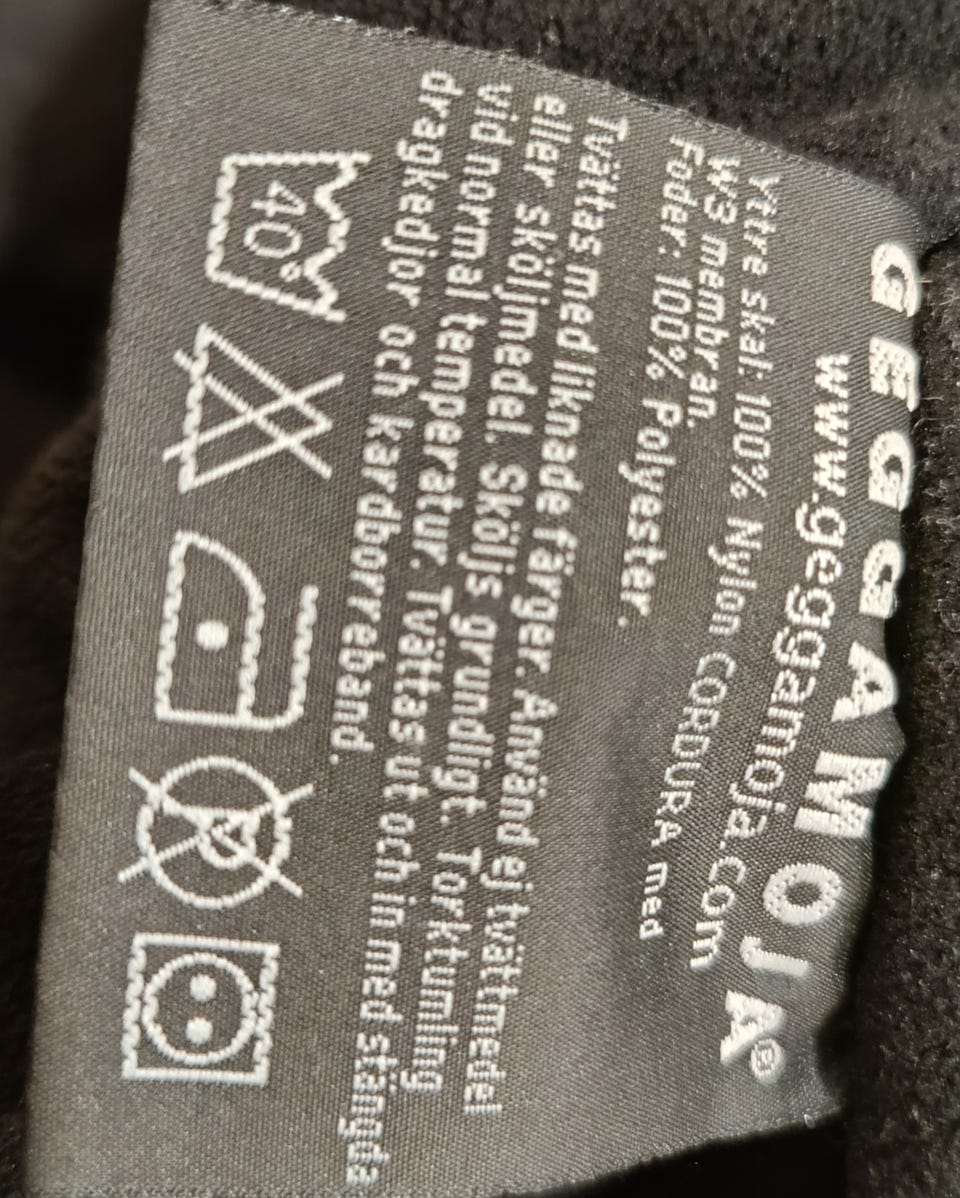 GEGGAMOJA®
www.geggamoja.com
Yttre skal: 100% Nylon CORDURA med
W3 membran.
Foder: 100% Polyester.
Tvättas med liknade färger. Använd ej tvättmedel
eller sköljmedel. Sköljs grundligt. Torktumling
vid normal temperatur. Tvättas ut och in med stängda
dragkedjor och kardborreband.
40°
P